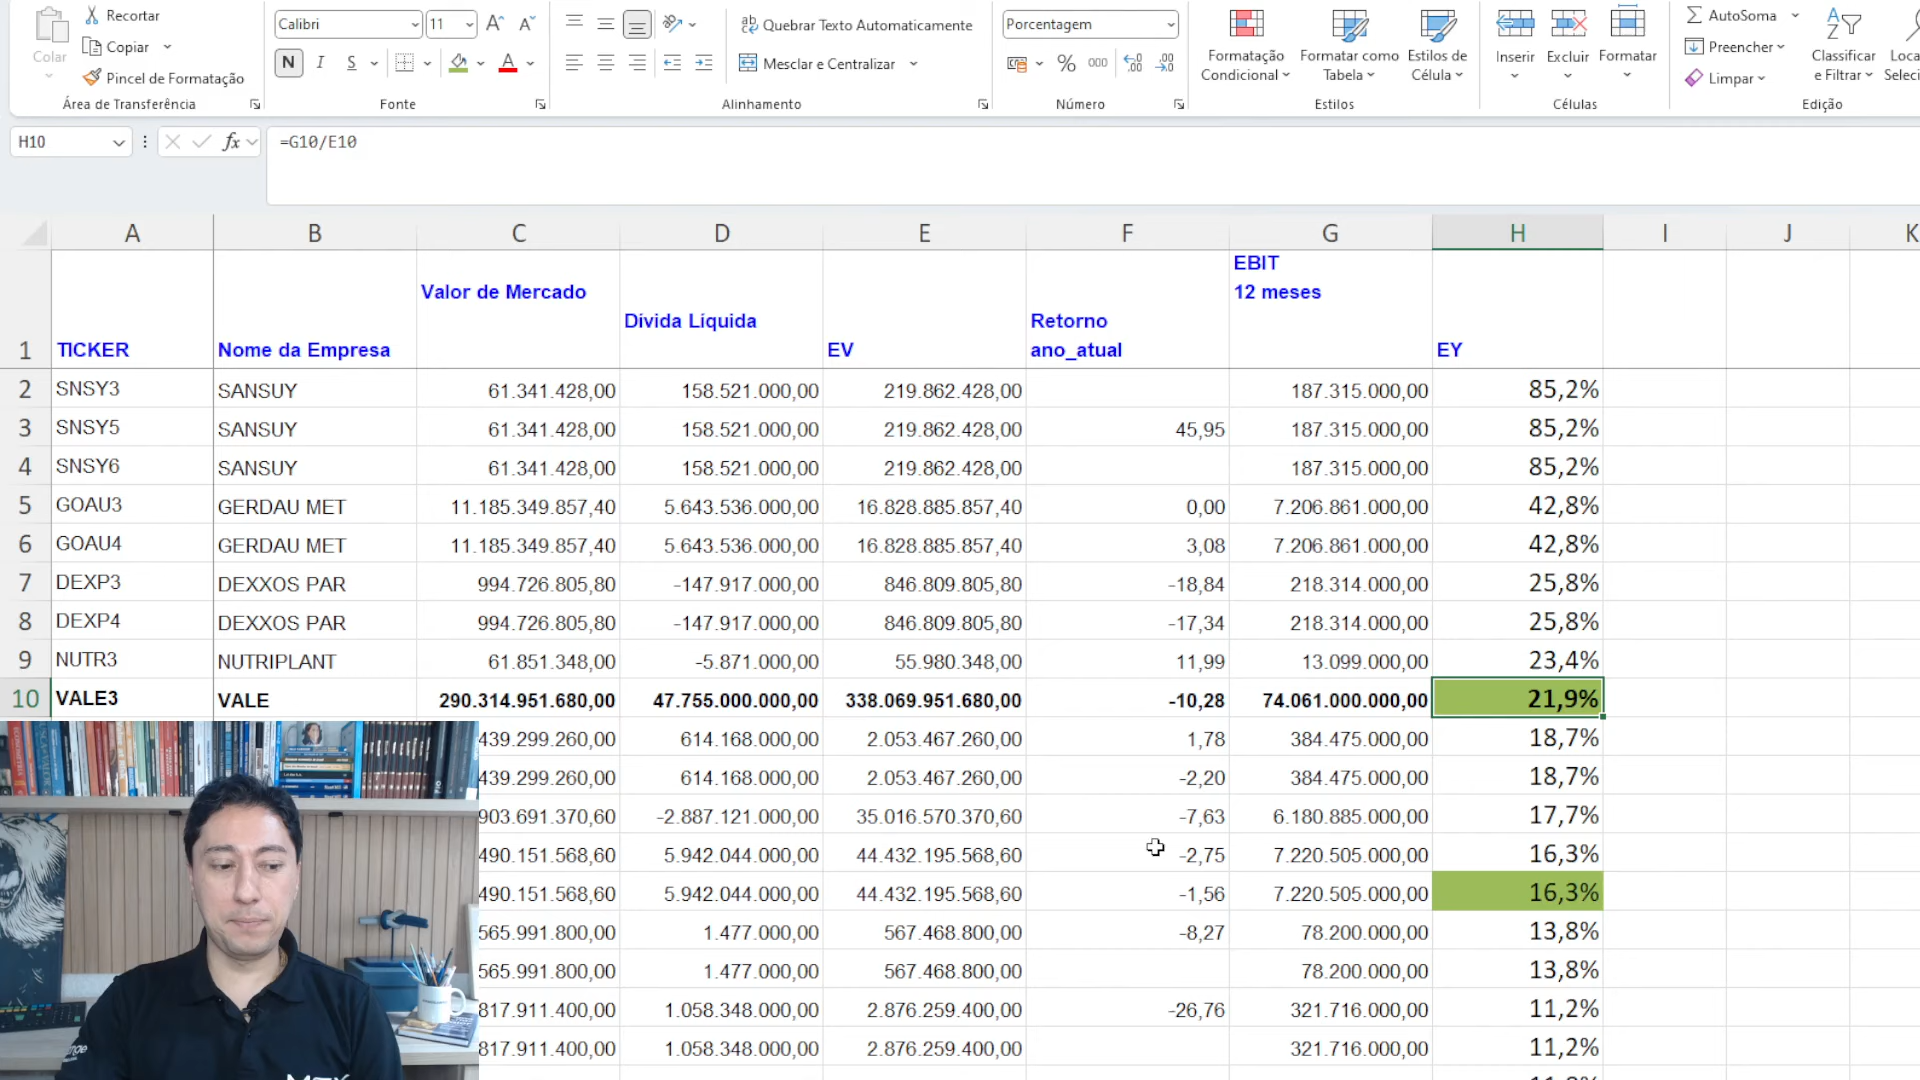 Recortar
Calibri
11
Quebrar Texto Automaticamente
Porcentagem
AutoSoma
Colar
Copiar
Pincel de Formatação
N I S
Mesclar e Centralizar
% 000
Formatação Condicional
Formatar como Tabela
Estilos de Célula
Inserir
Excluir
Formatar
Preencher
Limpar
Classificar e Filtrar
Área de Transferência
Fonte
Alinhamento
Número
Estilos
Células
Edição
H10
fx
=G10/E10
A B C D E F G H I J K
1 TICKER Nome da Empresa Valor de Mercado Divida Líquida EV Retorno ano_atual EBIT 12 meses EY
2 SNSY3 SANSUY 61.341.428,00 158.521.000,00 219.862.428,00 187.315.000,00 85,2%
3 SNSY5 SANSUY 61.341.428,00 158.521.000,00 219.862.428,00 45,95 187.315.000,00 85,2%
4 SNSY6 SANSUY 61.341.428,00 158.521.000,00 219.862.428,00 187.315.000,00 85,2%
5 GOAU3 GERDAU MET 11.185.349.857,40 5.643.536.000,00 16.828.885.857,40 0,00 7.206.861.000,00 42,8%
6 GOAU4 GERDAU MET 11.185.349.857,40 5.643.536.000,00 16.828.885.857,40 3,08 7.206.861.000,00 42,8%
7 DEXP3 DEXXOS PAR 994.726.805,80 -147.917.000,00 846.809.805,80 -18,84 218.314.000,00 25,8%
8 DEXP4 DEXXOS PAR 994.726.805,80 -147.917.000,00 846.809.805,80 -17,34 218.314.000,00 25,8%
9 NUTR3 NUTRIPLANT 61.851.348,00 -5.871.000,00 55.980.348,00 11,99 13.099.000,00 23,4%
10 VALE3 VALE 290.314.951.680,00 47.755.000.000,00 338.069.951.680,00 -10,28 74.061.000.000,00 21,9%
439.299.260,00 614.168.000,00 2.053.467.260,00 1,78 384.475.000,00 18,7%
439.299.260,00 614.168.000,00 2.053.467.260,00 -2,20 384.475.000,00 18,7%
903.691.370,60 -2.887.121.000,00 35.016.570.370,60 -7,63 6.180.885.000,00 17,7%
490.151.568,60 5.942.044.000,00 44.432.195.568,60 -2,75 7.220.505.000,00 16,3%
490.151.568,60 5.942.044.000,00 44.432.195.568,60 -1,56 7.220.505.000,00 16,3%
565.991.800,00 1.477.000,00 567.468.800,00 -8,27 78.200.000,00 13,8%
565.991.800,00 1.477.000,00 567.468.800,00 78.200.000,00 13,8%
817.911.400,00 1.058.348.000,00 2.876.259.400,00 -26,76 321.716.000,00 11,2%
817.911.400,00 1.058.348.000,00 2.876.259.400,00 321.716.000,00 11,2%